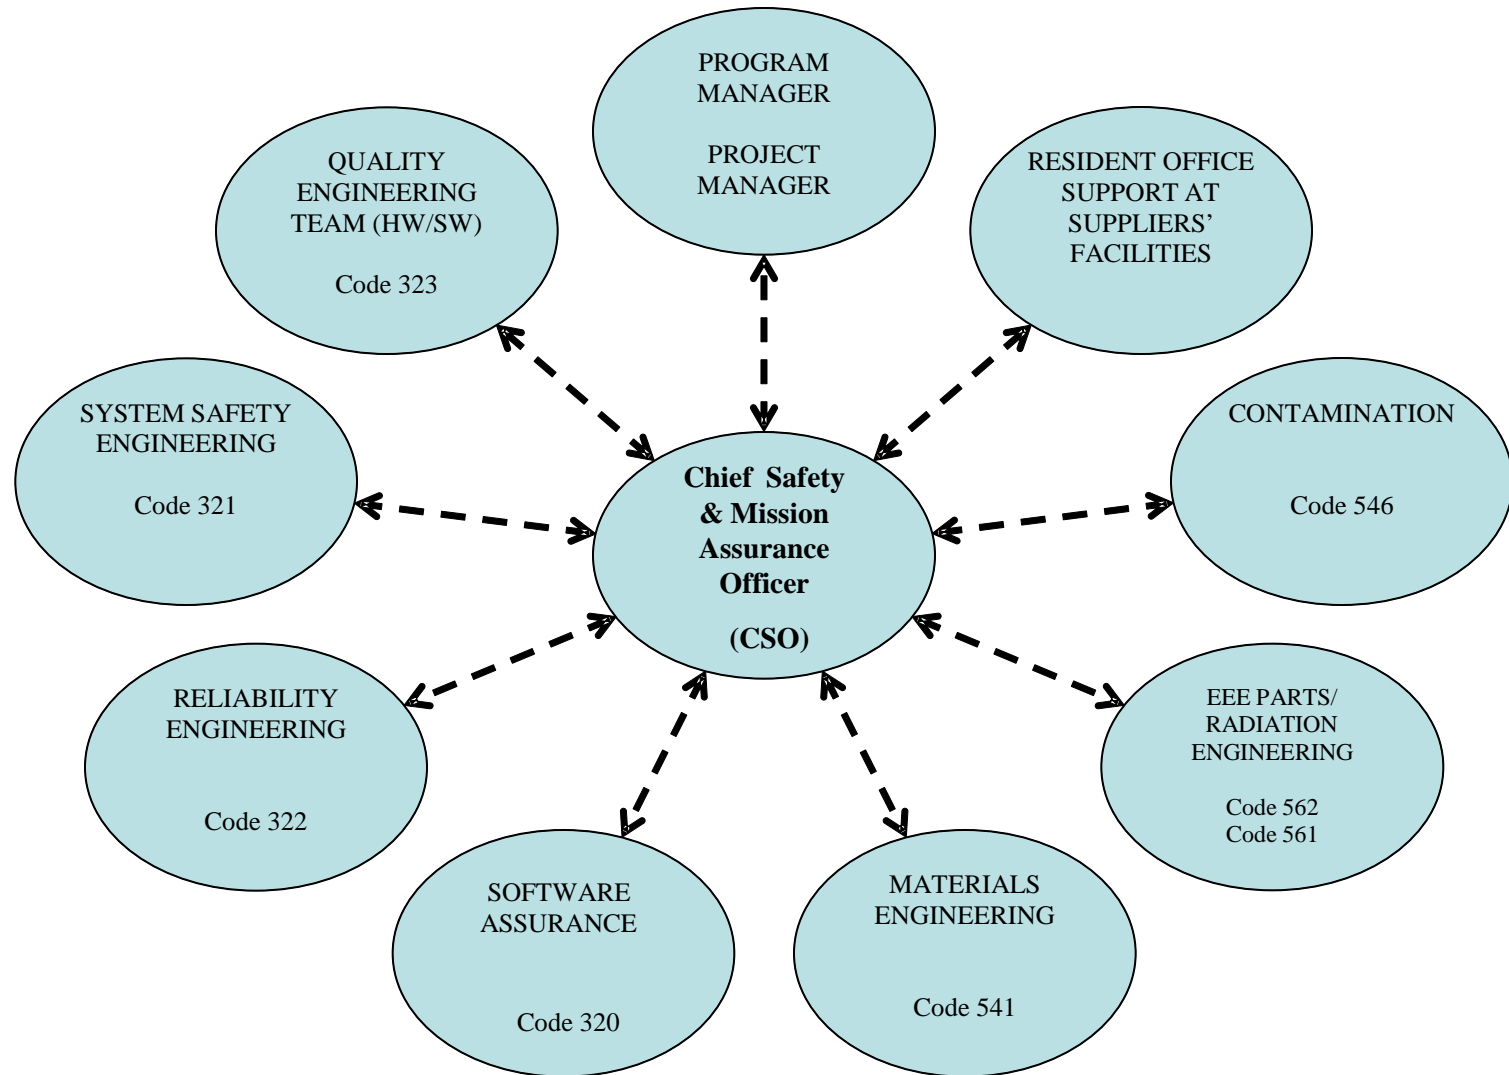 PROGRAM
MANAGER
PROJECT
MANAGER
QUALITY
ENGINEERING
TEAM (HW/SW)
Code 323
RESIDENT OFFICE
SUPPORT AT
SUPPLIERS’
FACILITIES
SYSTEM SAFETY
ENGINEERING
Code 321
CONTAMINATION
Code 546
Chief Safety
& Mission
Assurance
Officer
(CSO)
RELIABILITY
ENGINEERING
Code 322
EEE PARTS/
RADIATION
ENGINEERING
Code 562
Code 561
SOFTWARE
ASSURANCE
Code 320
MATERIALS
ENGINEERING
Code 541